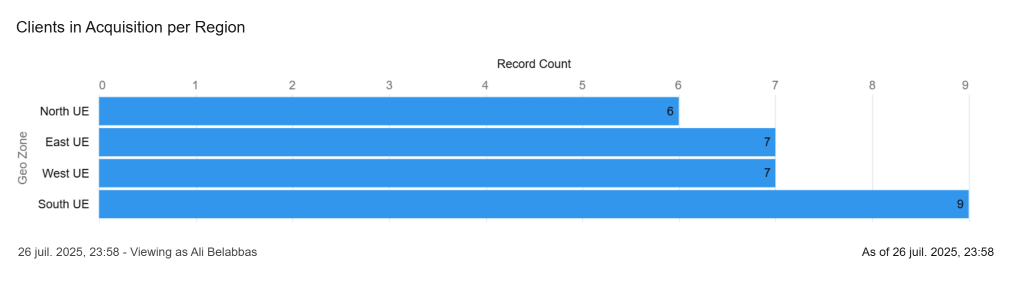 Clients in Acquisition per Region
Record Count
0 1 2 3 4 5 6 7 8 9
Geo Zone
North UE 6
East UE 7
West UE 7
South UE 9
26 juil. 2025, 23:58 - Viewing as Ali Belabbas
As of 26 juil. 2025, 23:58